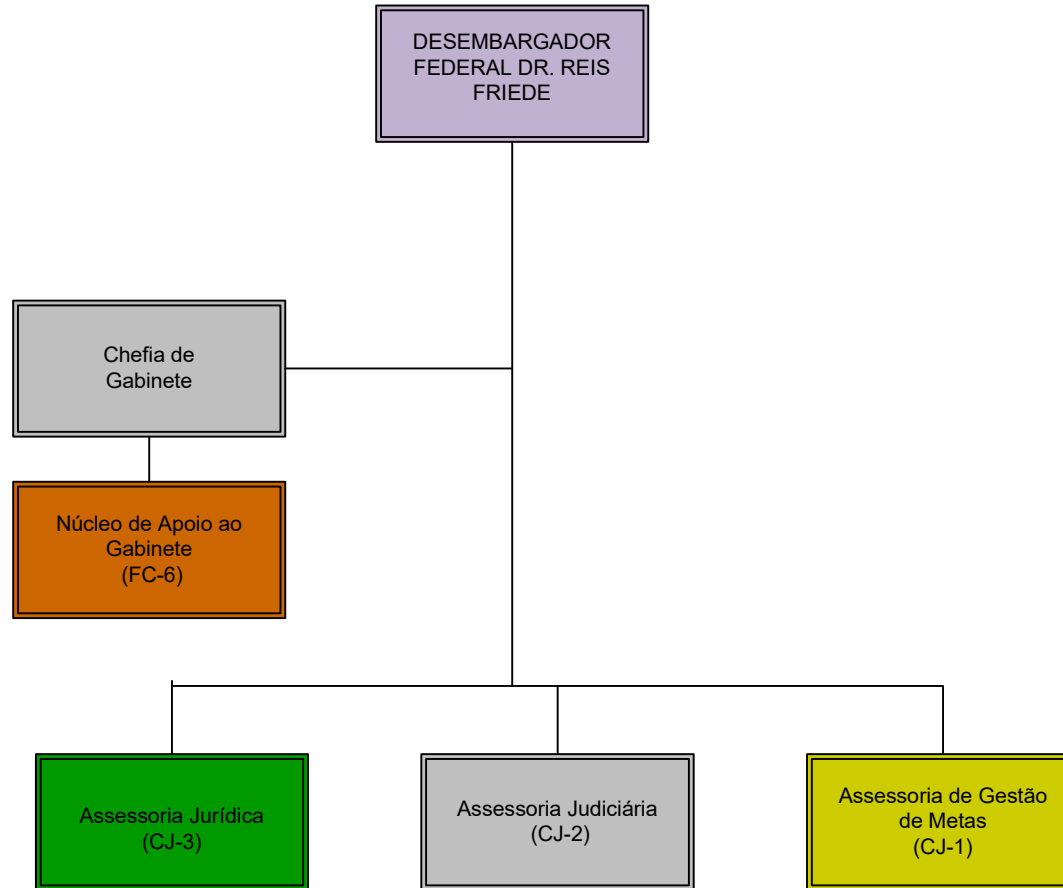 DESEMBARGADOR
FEDERAL DR. REIS
FRIEDE
Chefia de
Gabinete
Núcleo de Apoio ao
Gabinete
(FC-6)
Assessoria Jurídica
(CJ-3)
Assessoria Judiciária
(CJ-2)
Assessoria de Gestão
de Metas
(CJ-1)